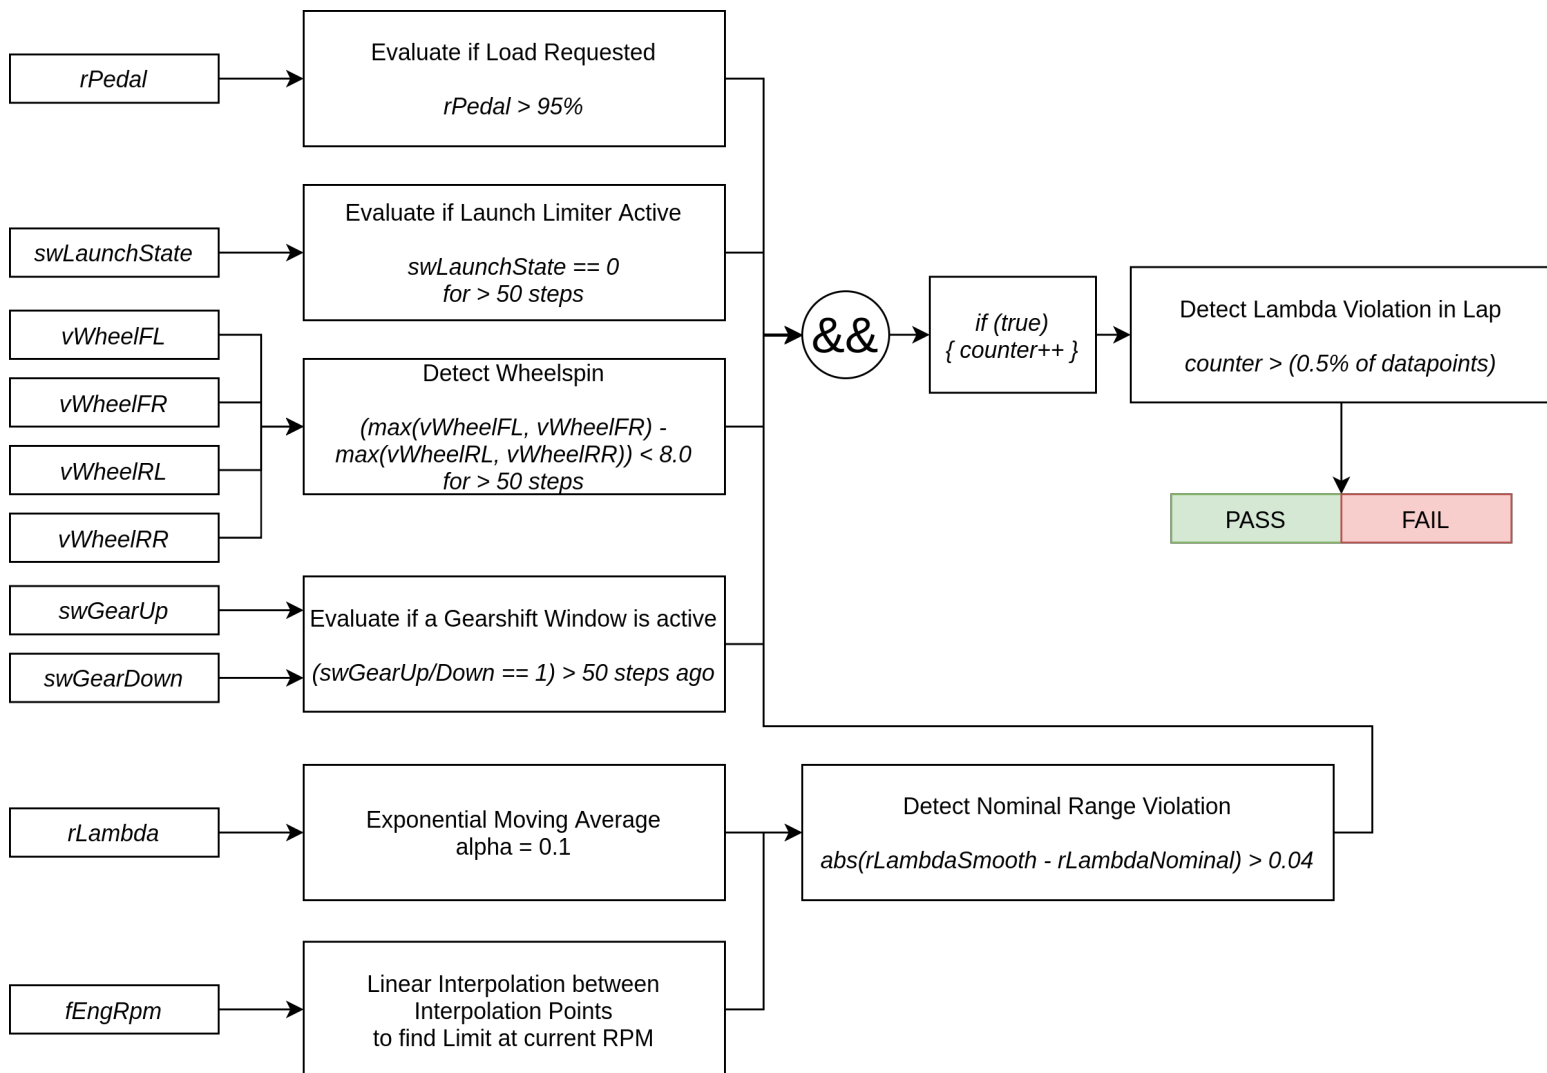 rPedal
Evaluate if Load Requested
rPedal > 95%
swLaunchState
Evaluate if Launch Limiter Active
swLaunchState == 0
for > 50 steps
vWheelFL
vWheelFR
vWheelRL
vWheelRR
Detect Wheelspin
(max(vWheelFL, vWheelFR) -
max(vWheelRL, vWheelRR)) < 8.0
for > 50 steps
swGearUp
swGearDown
Evaluate if a Gearshift Window is active
(swGearUp/Down == 1) > 50 steps ago
rLambda
Exponential Moving Average
alpha = 0.1
fEngRpm
Linear Interpolation between
Interpolation Points
to find Limit at current RPM
Detect Nominal Range Violation
abs(rLambdaSmooth - rLambdaNominal) > 0.04
&&
if (true)
{ counter++ }
Detect Lambda Violation in Lap
counter > (0.5% of datapoints)
PASS
FAIL